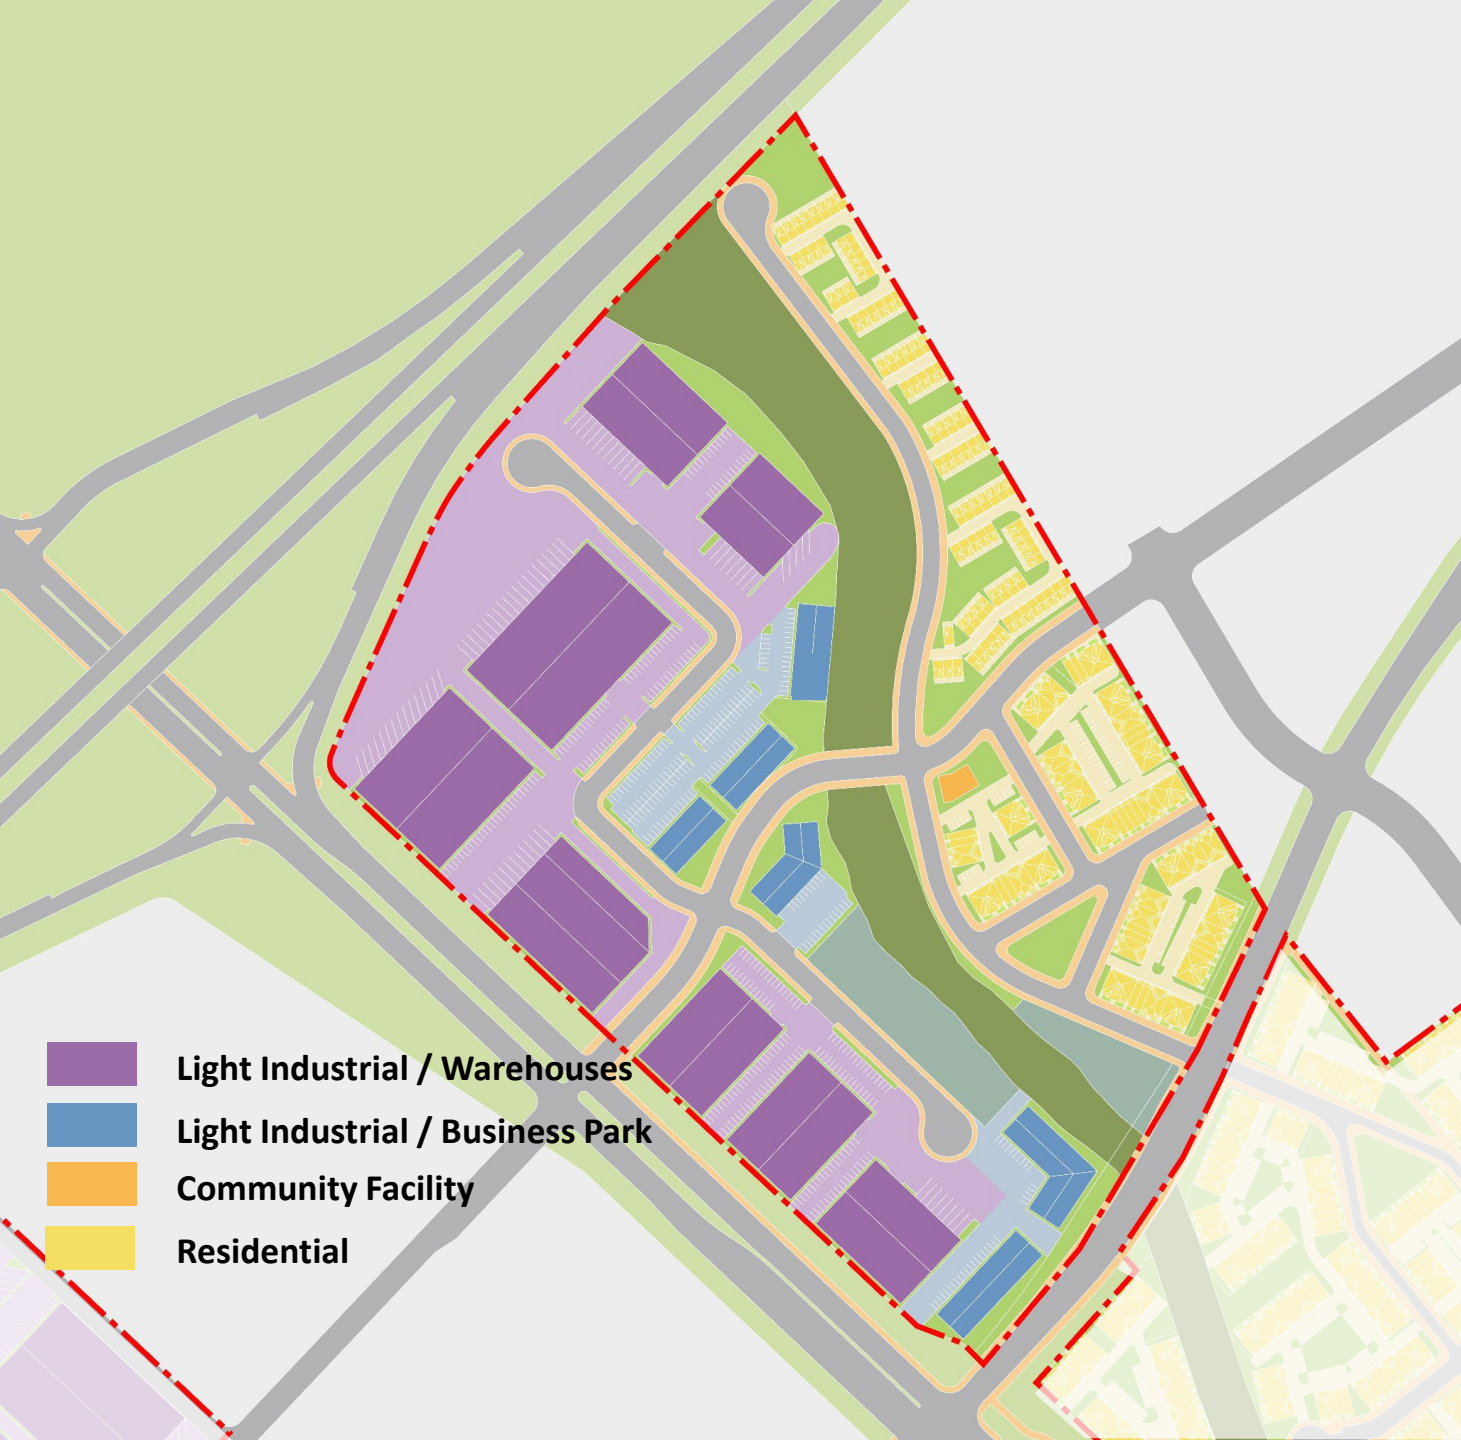 Light Industrial / Warehouses
Light Industrial / Business Park
Community Facility
Residential